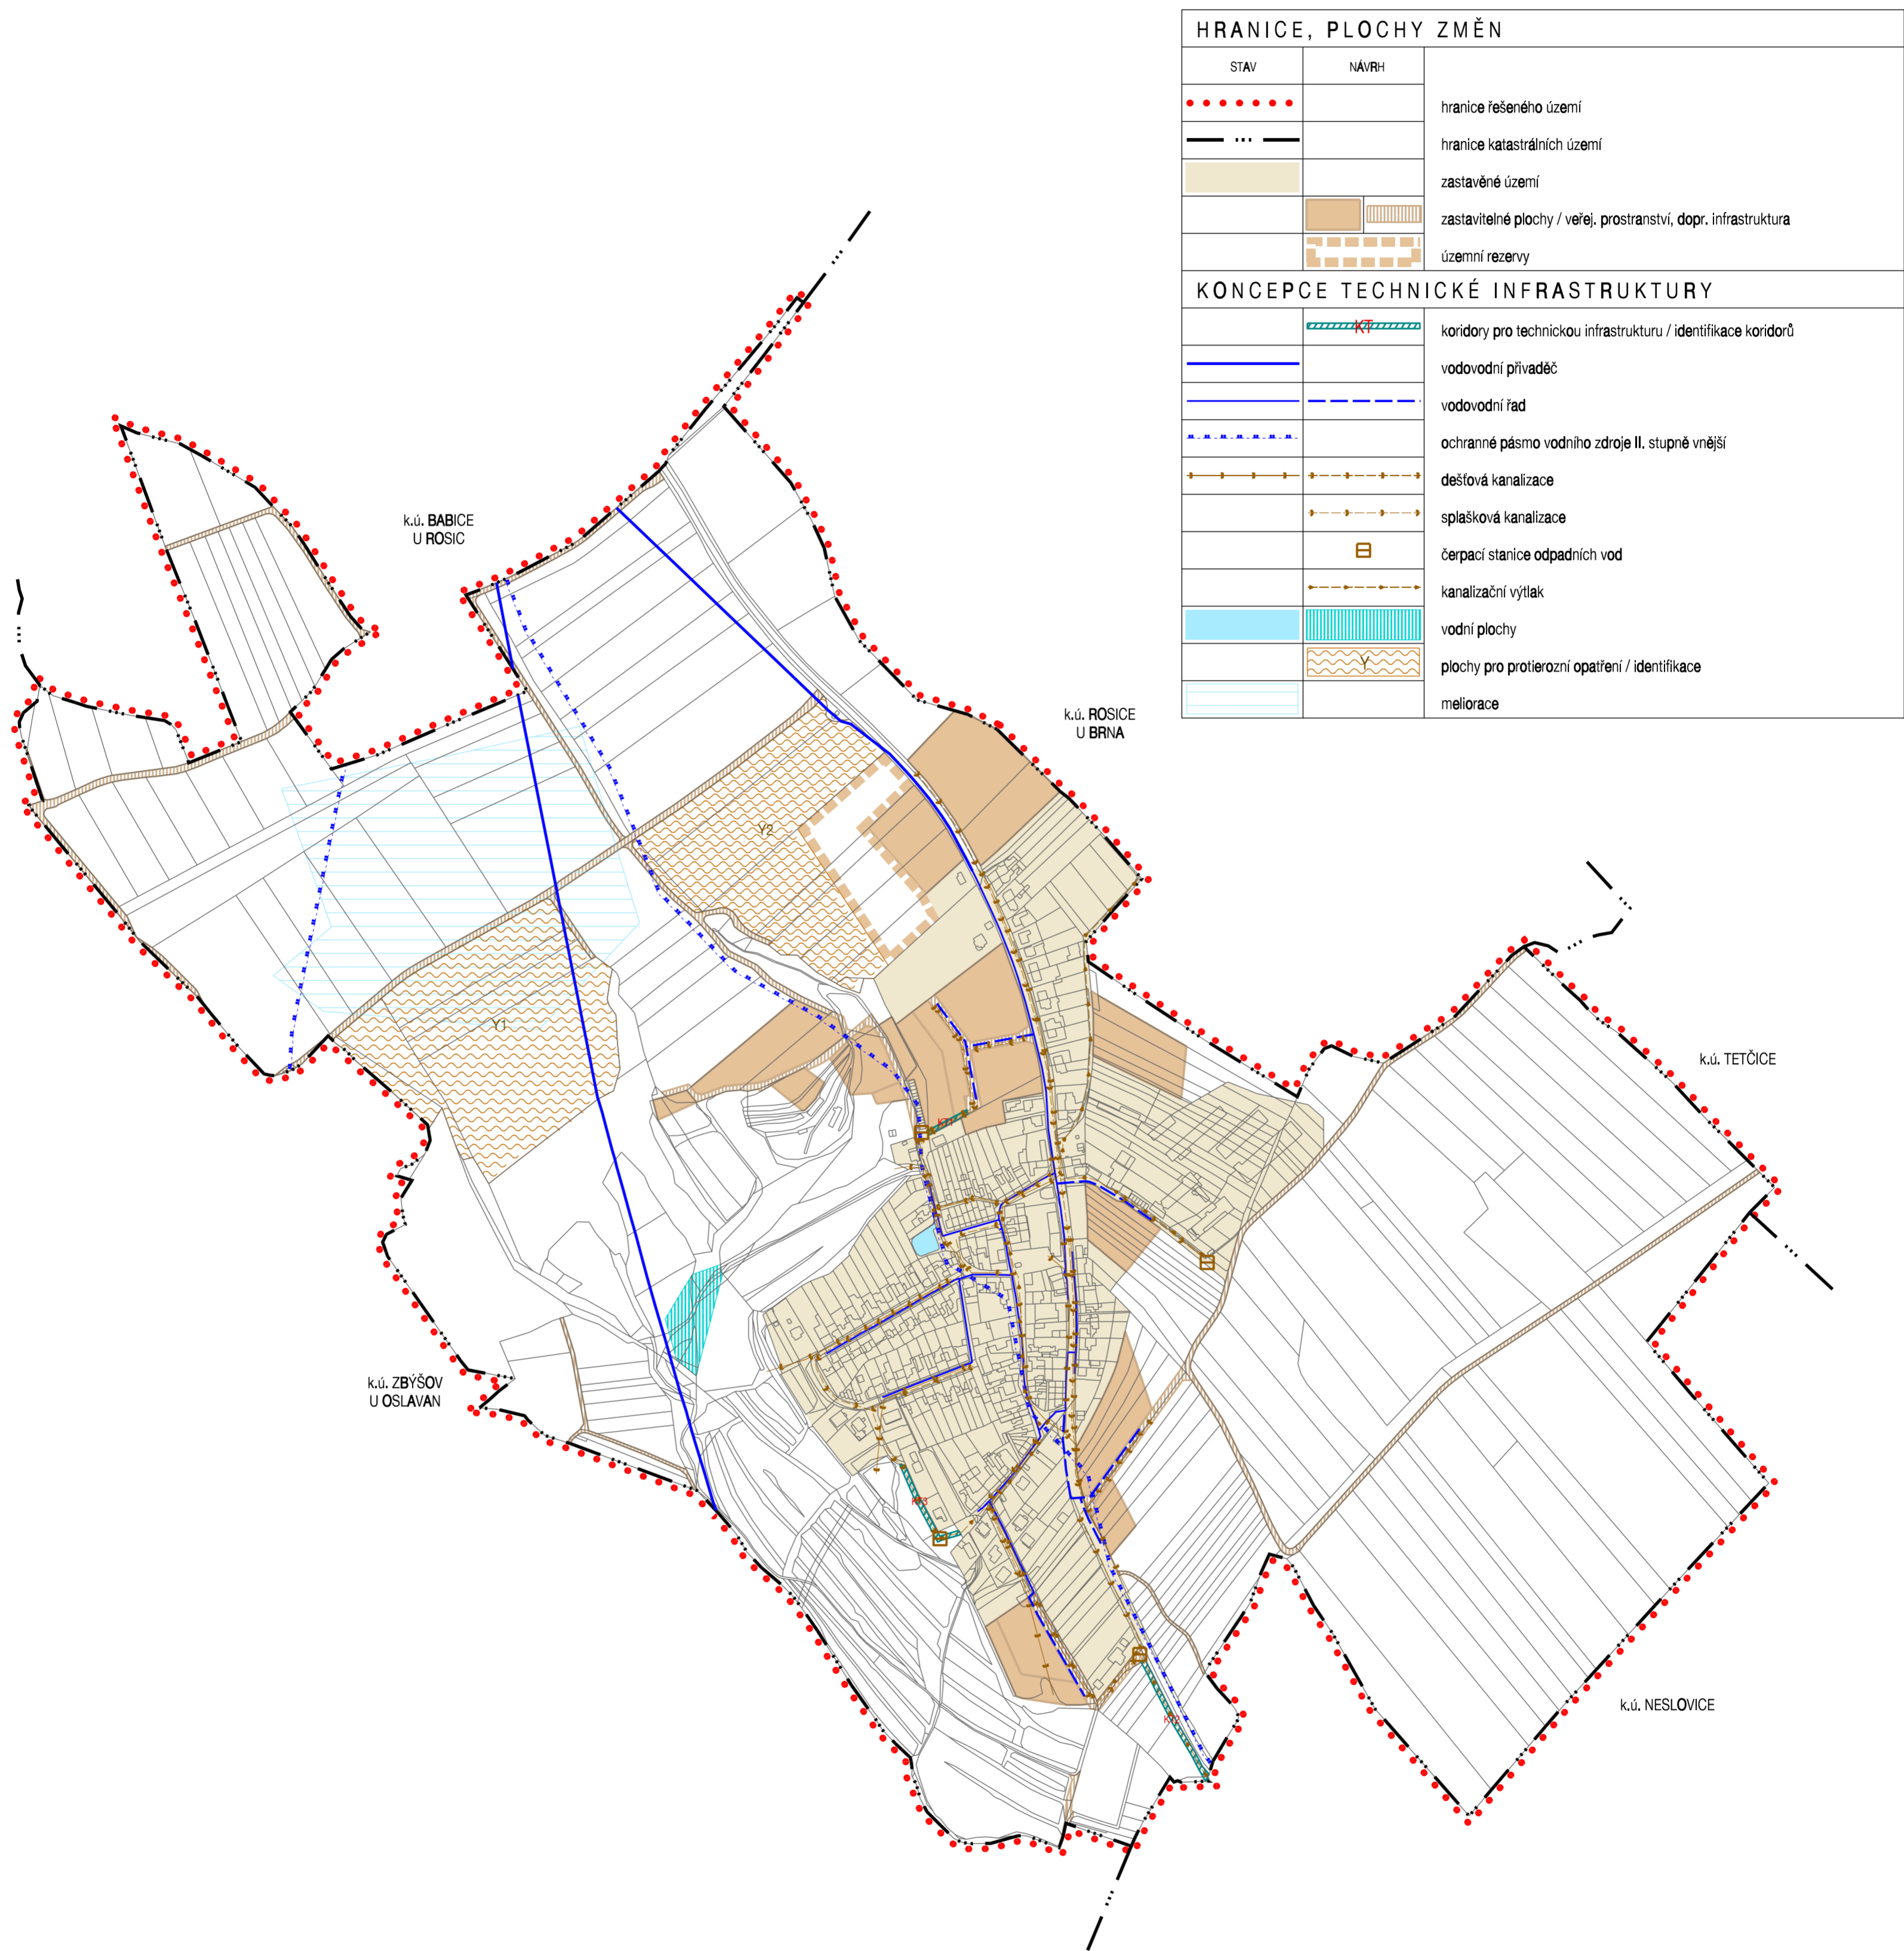 HRANICE, PLOCHY ZMĚN
STAV
NÁVRH
hranice řešeného území
hranice katastrálních území
zastavěné území
zastavitelné plochy / veřej. prostranství, dopr. infrastruktura
územní rezervy
KONCEPCE TECHNICKÉ INFRASTRUKTURY
KT
koridory pro technickou infrastrukturu / identifikace koridorů
vodovodní přivaděč
vodovodní řad
ochranné pásmo vodního zdroje II. stupně vnější
dešťová kanalizace
splašková kanalizace
čerpací stanice odpadních vod
kanalizační výtlak
vodní plochy
Y
plochy pro protierozní opatření / identifikace
meliorace
k.ú. BABICE
U ROSIC
k.ú. ROSICE
U BRNA
Y2
Y1
k.ú. TETČICE
KT1
k.ú. ZBÝŠOV
U OSLAVAN
KT3
k.ú. NESLOVICE
KT2